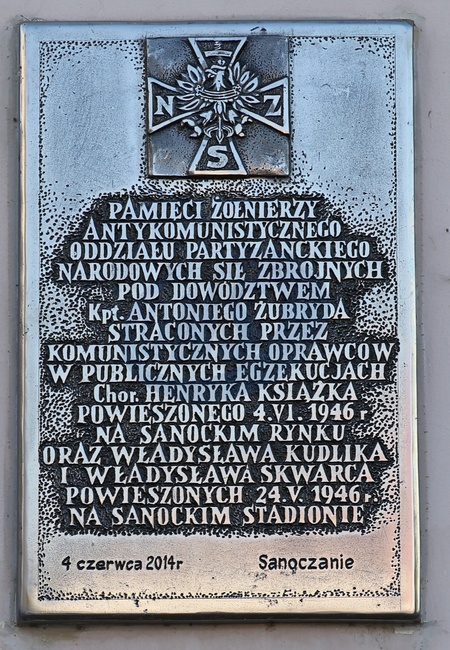 N Z
S
PAMIĘCI ŻOŁNIERZY
ANTYKOMUNISTYCZNEGO
ODDZIAŁU PARTYZANCKIEGO
NARODOWYCH SIŁ ZBROJNYCH
POD DOWÓDZTWEM
Kpt. ANTONIEGO ŻUBRYDA
STRACONYCH PRZEZ
KOMUNISTYCZNYCH OPRAWCÓW
W PUBLICZNYCH EGZEKUCJACH
Chor. HENRYKA KSIĄŻKA
POWIESZONEGO 4.VI.1946 r
NA SANOCKIM RYNKU
ORAZ WŁADYSŁAWA KUDLIKA
I WŁADYSŁAWA SKWARCA
POWIESZONYCH 24.V.1946 r.
NA SANOCKIM STADIONIE
4 czerwca 2014r Sanoczanie